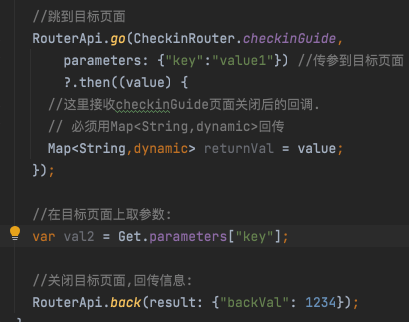 //跳到目标页面
RouterApi.go(CheckinRouter.checkinGuide,
parameters: {"key":"value1"}) //传参到目标页面
?.then((value) {
//这里接收checkinGuide页面关闭后的回调.
// 必须用Map<String,dynamic>回传
Map<String,dynamic> returnVal = value;
});
//在目标页面上取参数:
var val2 = Get.parameters["key"];
//关闭目标页面,回传信息:
RouterApi.back(result: {"backVal": 1234});